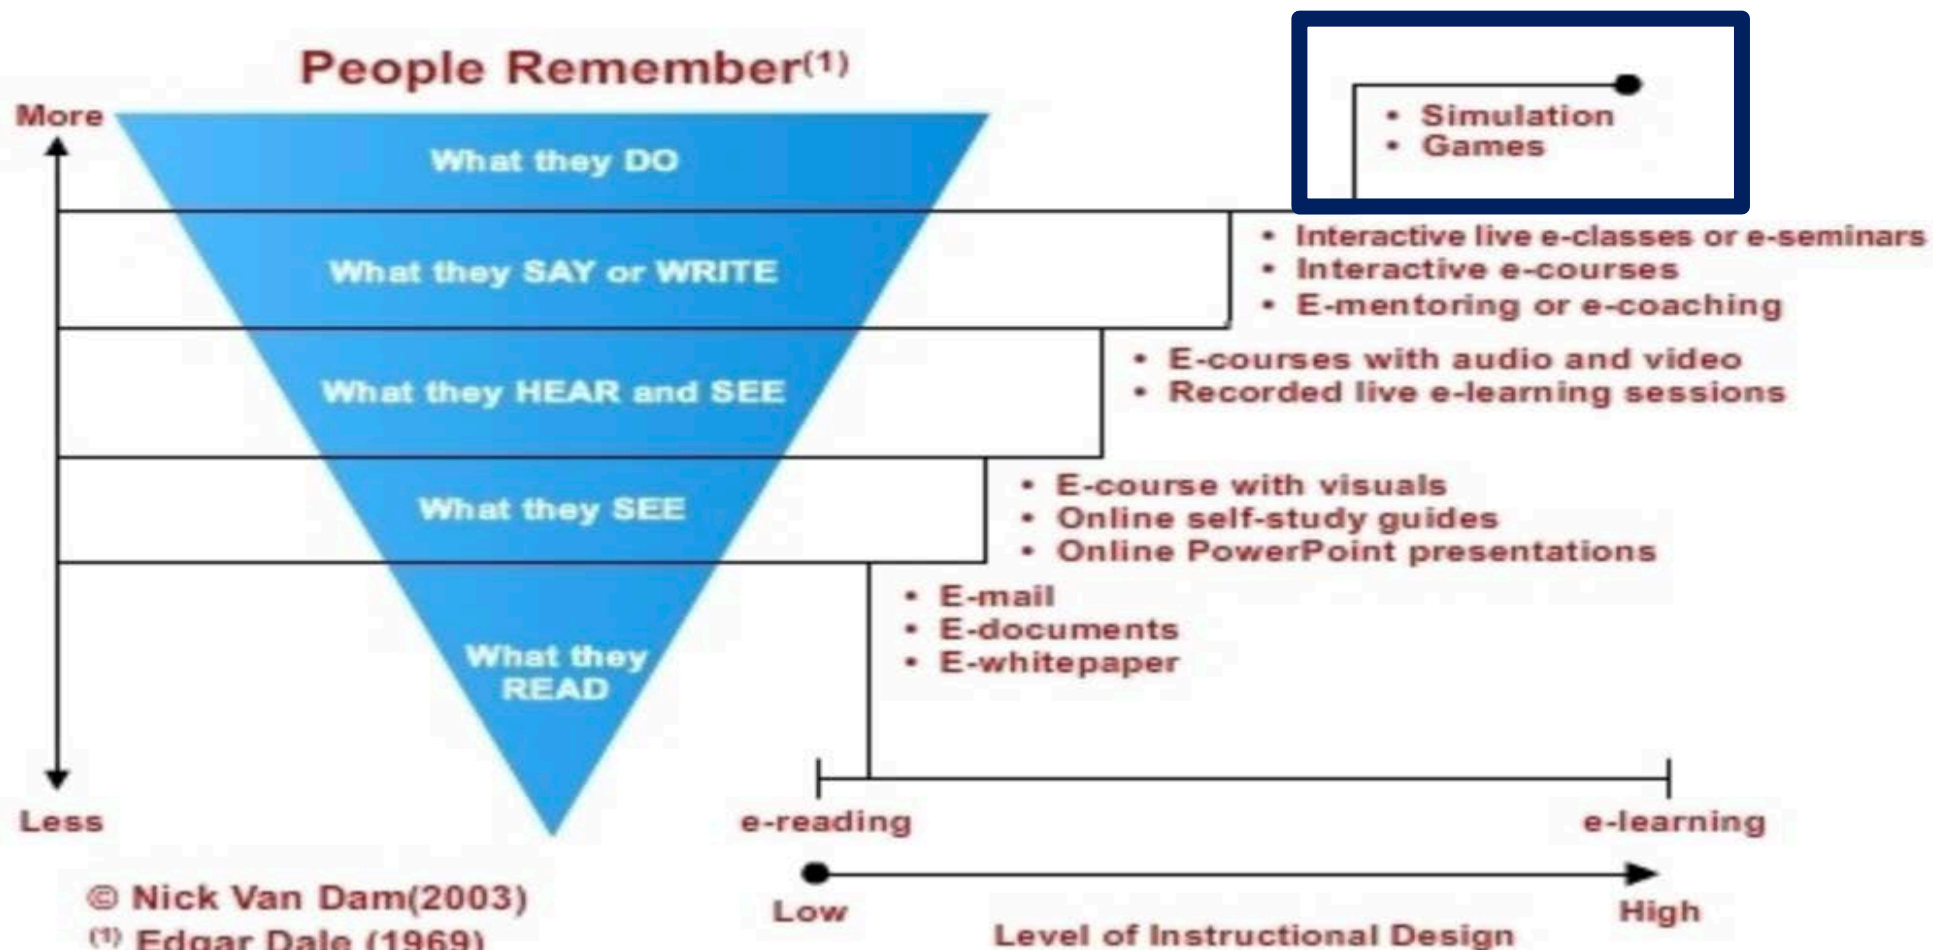 People Remember(1)
More
What they DO
• Simulation
• Games
What they SAY or WRITE
• Interactive live e-classes or e-seminars
• Interactive e-courses
• E-mentoring or e-coaching
What they HEAR and SEE
• E-courses with audio and video
• Recorded live e-learning sessions
What they SEE
• E-course with visuals
• Online self-study guides
• Online PowerPoint presentations
What they
READ
• E-mail
• E-documents
• E-whitepaper
Less
e-reading
e-learning
Low
High
Level of Instructional Design
© Nick Van Dam(2003)
(1) Edgar Dale (1969)